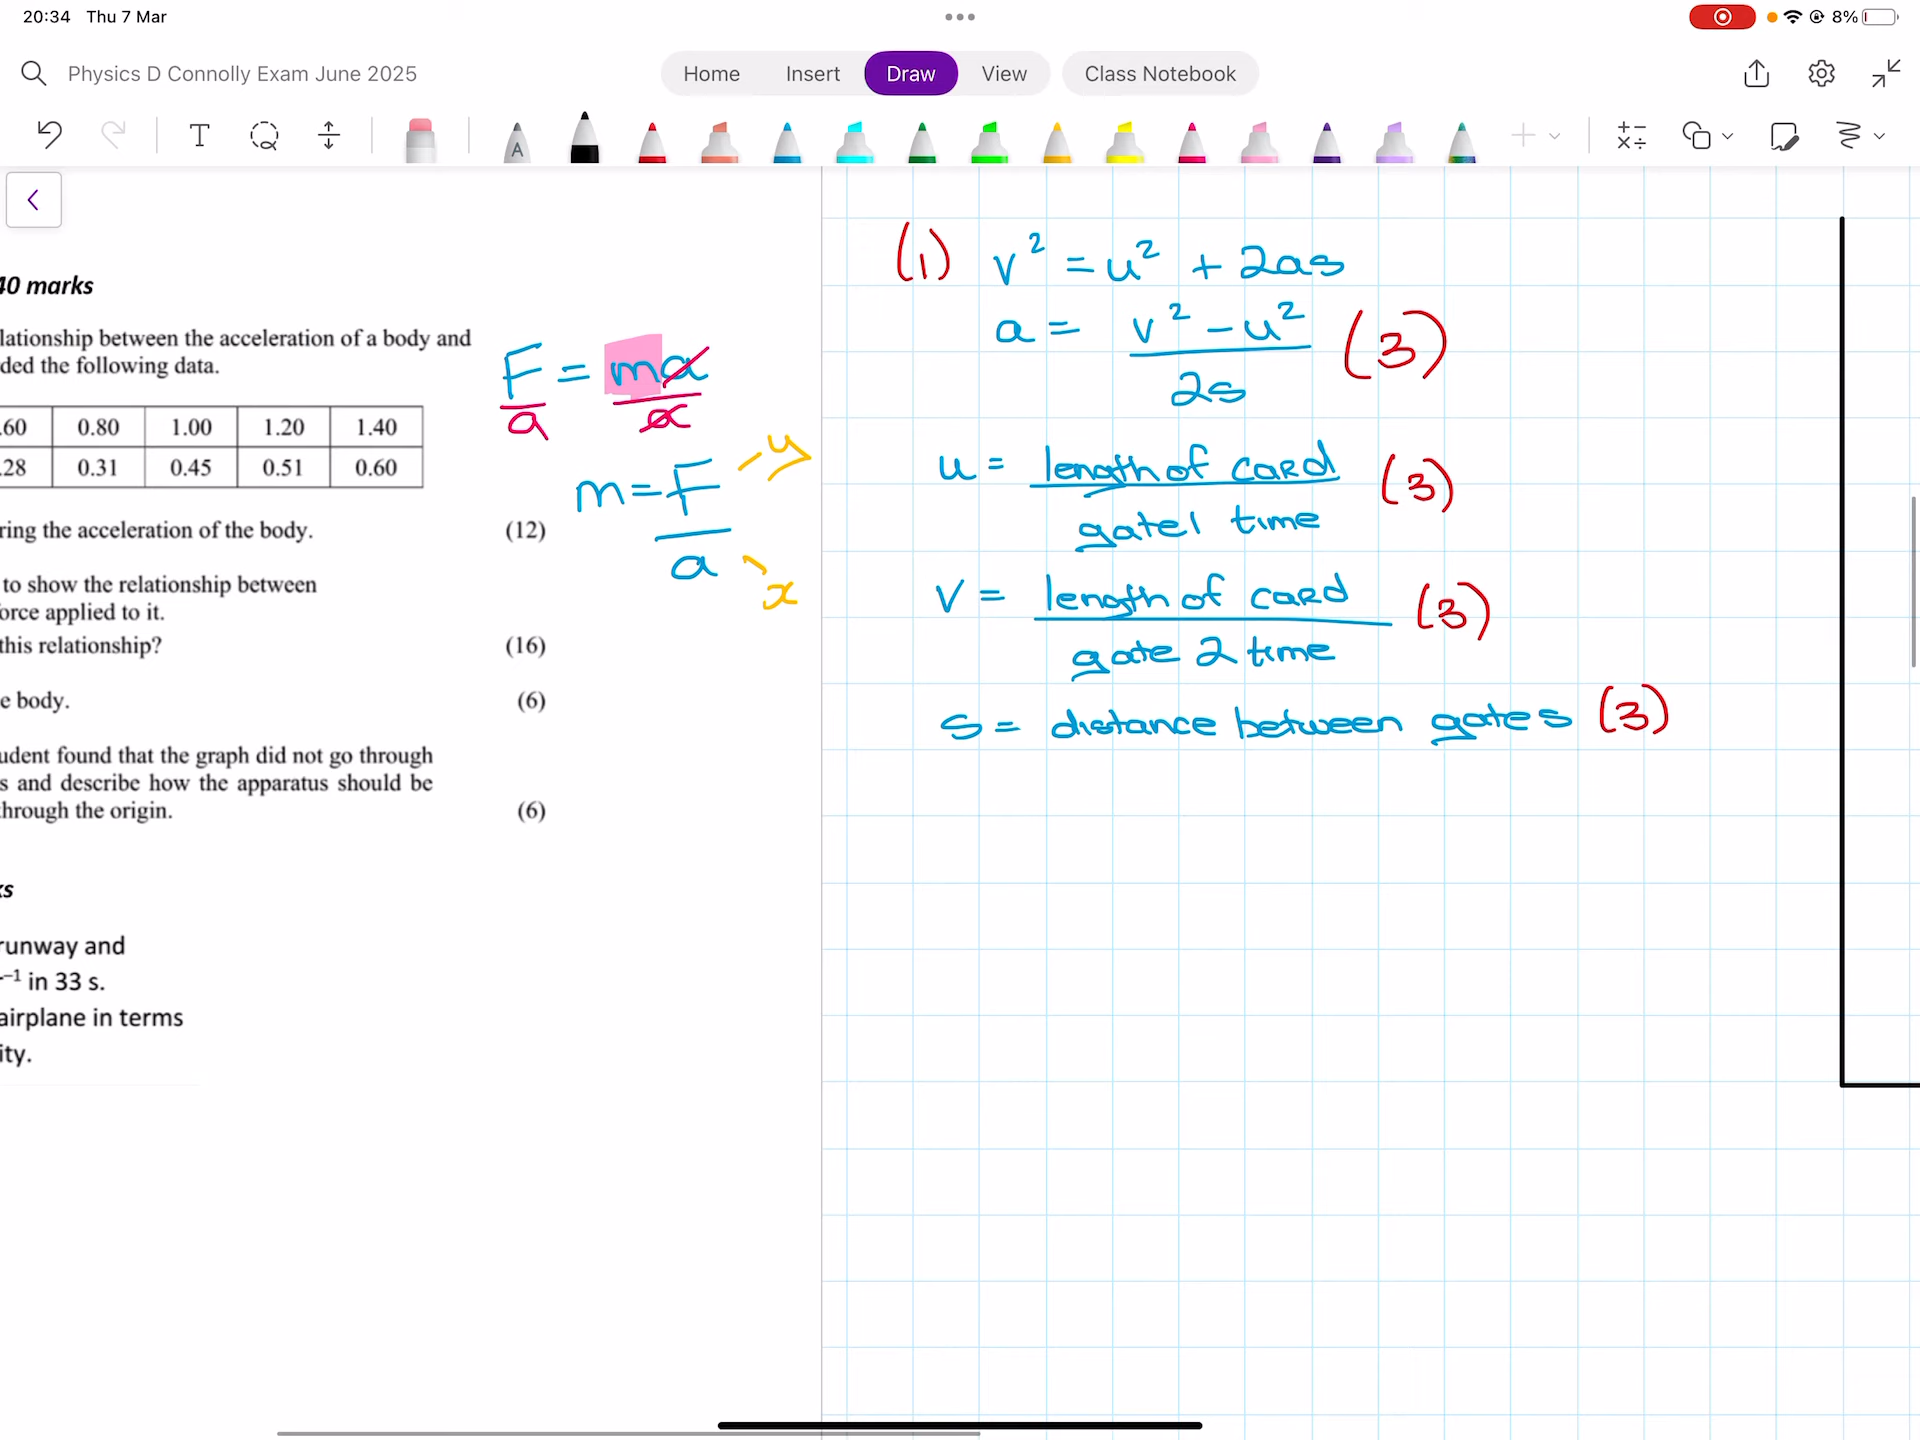 20:34 Thu 7 Mar 8%
Physics D Connolly Exam June 2025
Home Insert Draw View Class Notebook
T
A
40 marks
lationship between the acceleration of a body and
ded the following data.
.60 0.80 1.00 1.20 1.40
.28 0.31 0.45 0.51 0.60
ring the acceleration of the body. (12)
to show the relationship between
orce applied to it.
this relationship? (16)
e body. (6)
udent found that the graph did not go through
s and describe how the apparatus should be
through the origin. (6)
ks
runway and
r⁻¹ in 33 s.
airplane in terms
ity.
F = ma
a a
m = F y
a x
(1) v² = u² + 2as
a = v² - u² (3)
2s
u = length of card (3)
gate 1 time
v = length of card (3)
gate 2 time
s = distance between gates (3)